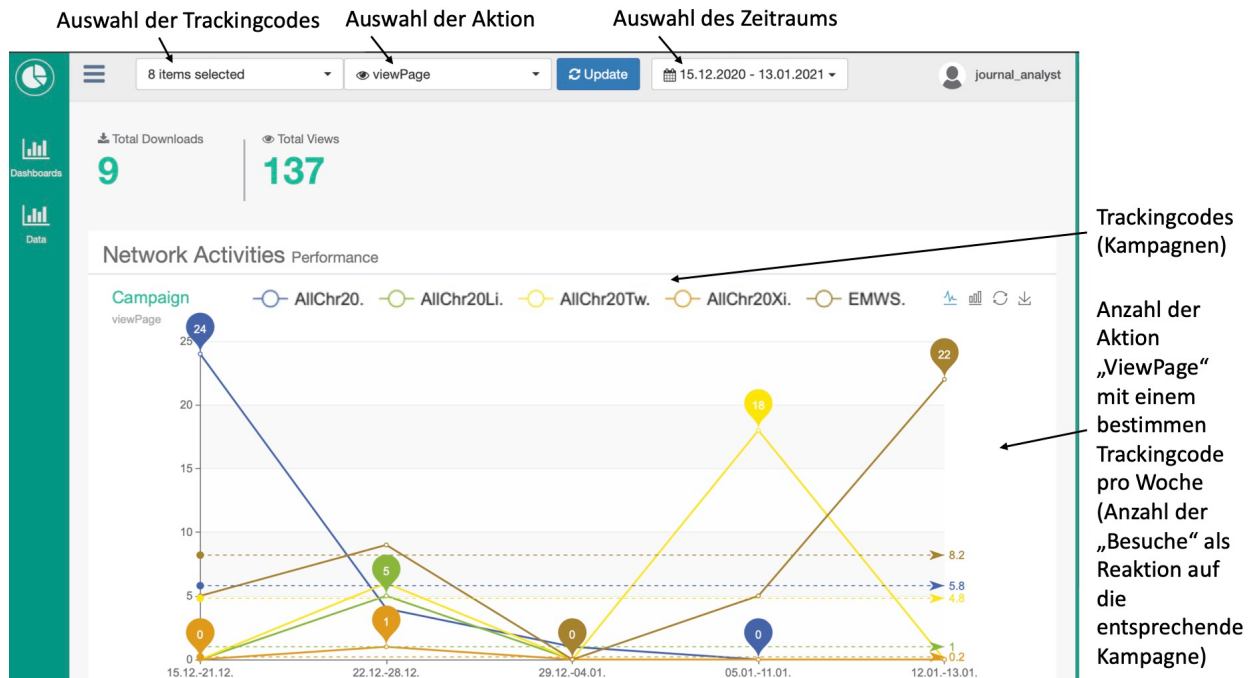 Auswahl der Trackingcodes
Auswahl der Aktion
Auswahl des Zeitraums
8 items selected
viewPage
Update
15.12.2020 - 13.01.2021
journal_analyst
Dashboards
Data
Total Downloads
9
Total Views
137
Network Activities Performance
Campaign
viewPage
AllChr20.
AllChr20Li.
AllChr20Tw.
AllChr20Xi.
EMWS.
25
20
15
10
5
0
24
5
0
1
0
18
0
22
8.2
5.8
4.8
1
0.2
15.12.-21.12.
22.12.-28.12.
29.12.-04.01.
05.01.-11.01.
12.01.-13.01.
Trackingcodes
(Kampagnen)
Anzahl der
Aktion
„ViewPage“
mit einem
bestimmen
Trackingcode
pro Woche
(Anzahl der
„Besuche“ als
Reaktion auf
die
entsprechende
Kampagne)